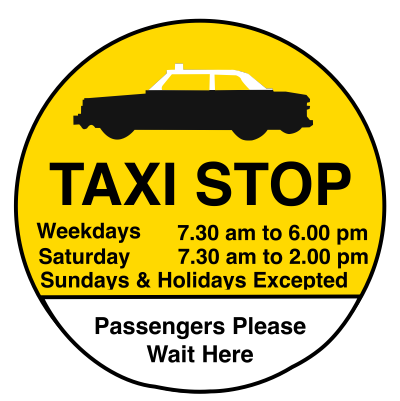 TAXI STOP
Weekdays 7.30 am to 6.00 pm
Saturday 7.30 am to 2.00 pm
Sundays & Holidays Excepted
Passengers Please
Wait Here